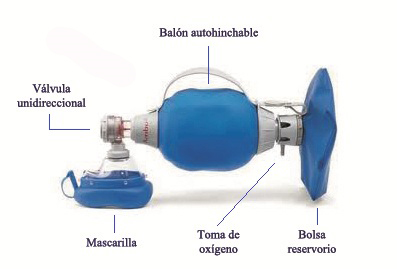 Balón autohinchable
Válvula
unidireccional
Mascarilla
Toma de
oxígeno
Bolsa
reservorio